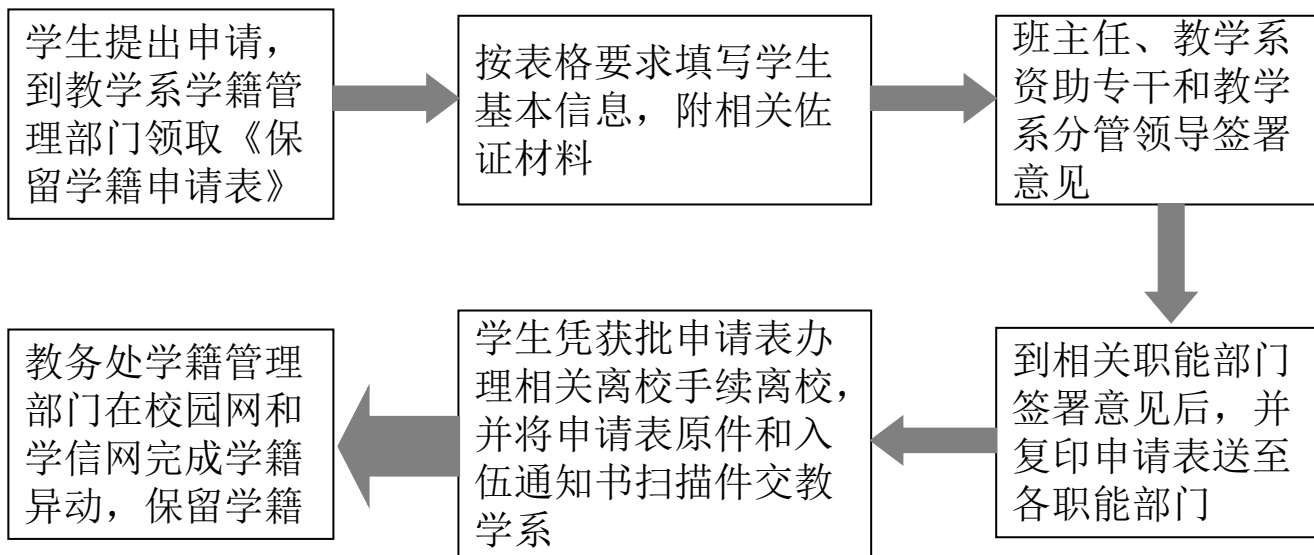 学生提出申请，
到教学系学籍管
理部门领取《保
留学籍申请表》
按表格要求填写学生
基本信息，附相关佐
证材料
班主任、教学系
资助专干和教学
系分管领导签署
意见
到相关职能部门
签署意见后，并
复印申请表送至
各职能部门
学生凭获批申请表办
理相关离校手续离校，
并将申请表原件和入
伍通知书扫描件交教
学系
教务处学籍管理
部门在校园网和
学信网完成学籍
异动，保留学籍